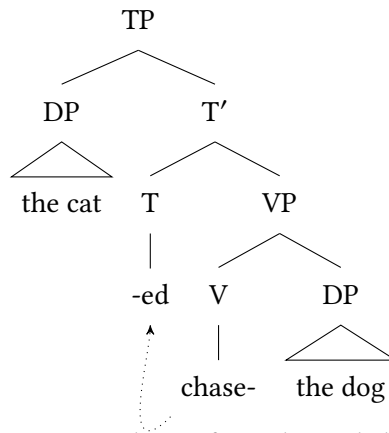 TP
DP T′
the cat T VP
-ed V DP
chase- the dog